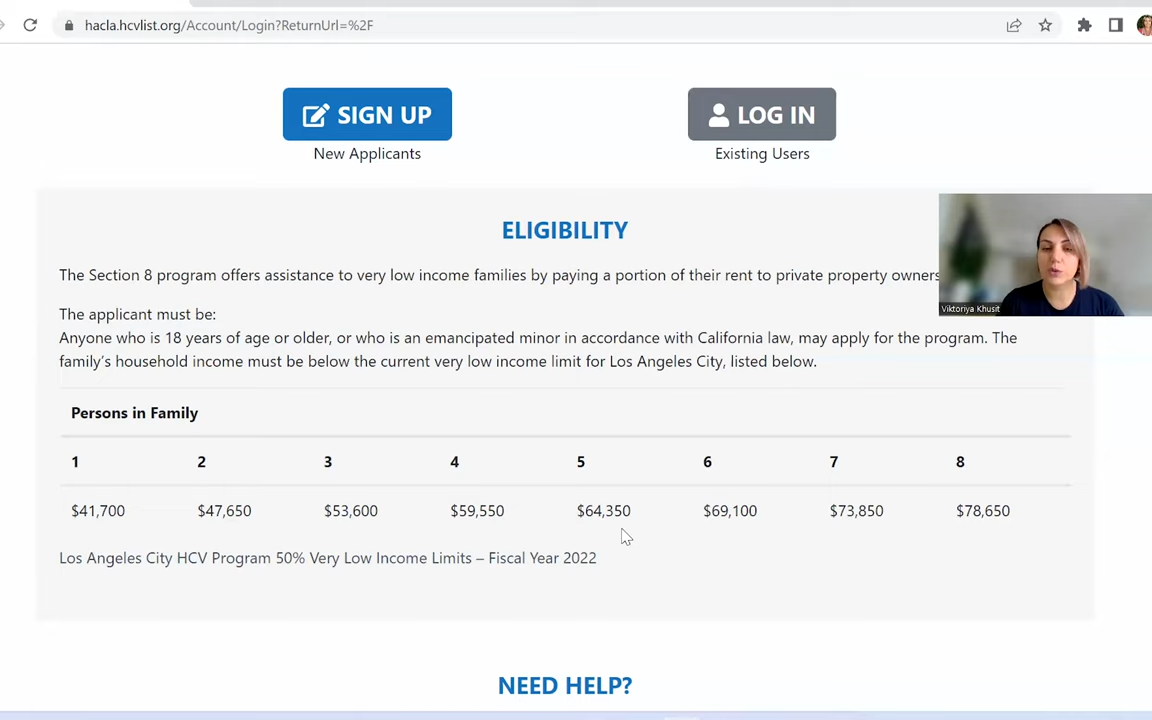 hacla.hcvlist.org/Account/Login?ReturnUrl=%2F
SIGN UP
LOG IN
New Applicants
Existing Users
ELIGIBILITY
The Section 8 program offers assistance to very low income families by paying a portion of their rent to private property owners
Viktoriya Khusit
The applicant must be:
Anyone who is 18 years of age or older, or who is an emancipated minor in accordance with California law, may apply for the program. The
family's household income must be below the current very low income limit for Los Angeles City, listed below.
Persons in Family
1 2 3 4 5 6 7 8
$41,700 $47,650 $53,600 $59,550 $64,350 $69,100 $73,850 $78,650
Los Angeles City HCV Program 50% Very Low Income Limits – Fiscal Year 2022
NEED HELP?